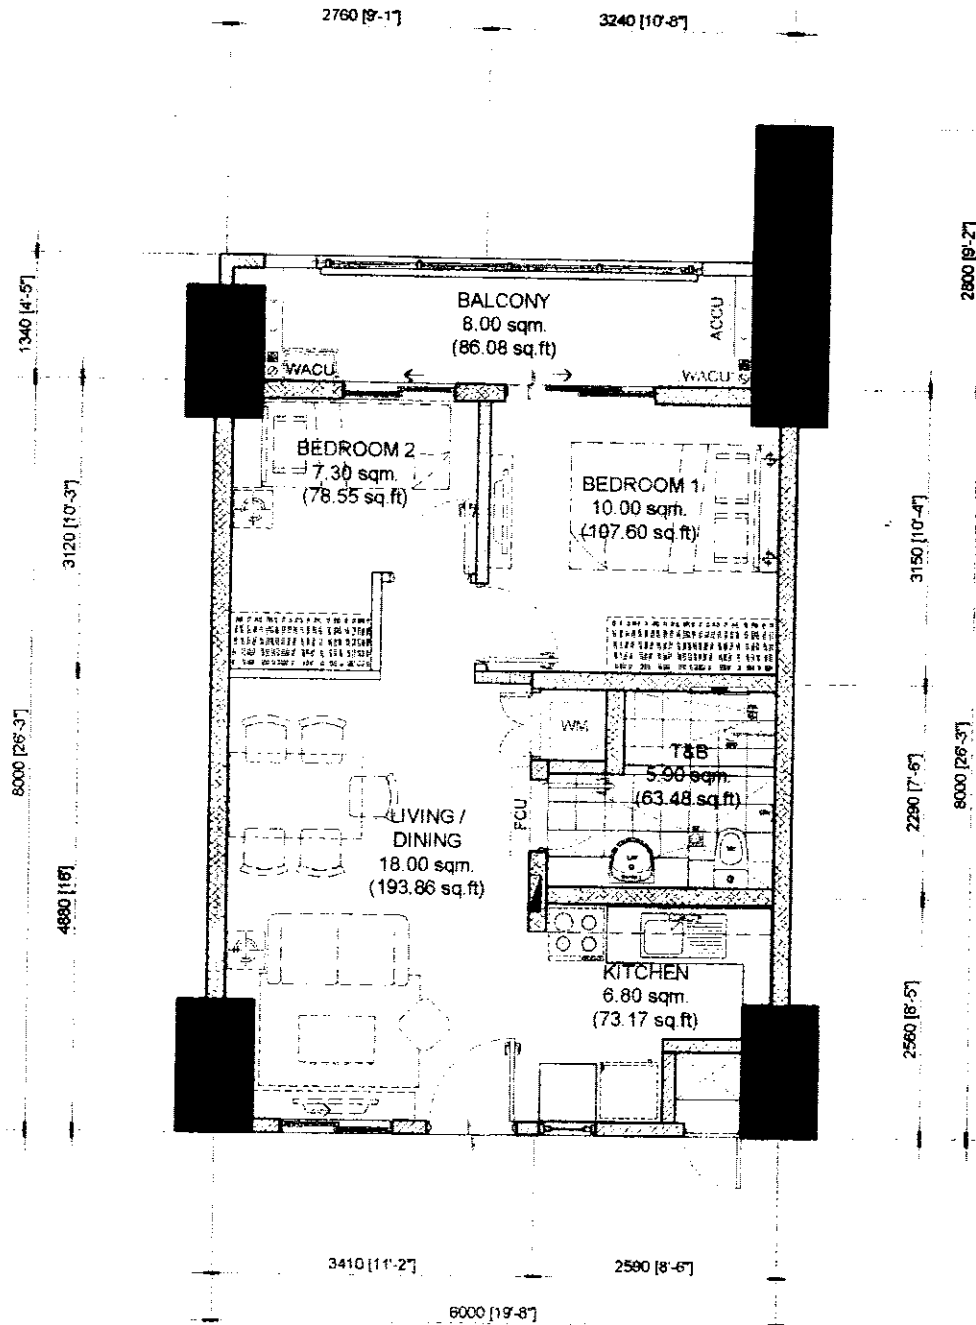 2760 [9'-1"]
3240 [10'-8"]
2800 [9'-2"]
1340 [4'-5"]
BALCONY
8.00 sqm.
(86.08 sq.ft)
ACCU
WACU
WACU
BEDROOM 2
7.30 sqm.
(78.55 sq.ft)
BEDROOM 1
10.00 sqm.
(107.60 sq.ft)
3120 [10'-3"]
3150 [10'-4"]
8000 [26'-3"]
WM
T&B
5.90 sqm.
(63.48 sq.ft)
FCU
2290 [7'-6"]
8000 [26'-3"]
LIVING /
DINING
18.00 sqm.
(193.86 sq.ft)
4880 [16']
KITCHEN
6.80 sqm.
(73.17 sq.ft)
2560 [8'-5"]
3410 [11'-2"]
2590 [8'-6"]
6000 [19'-8"]